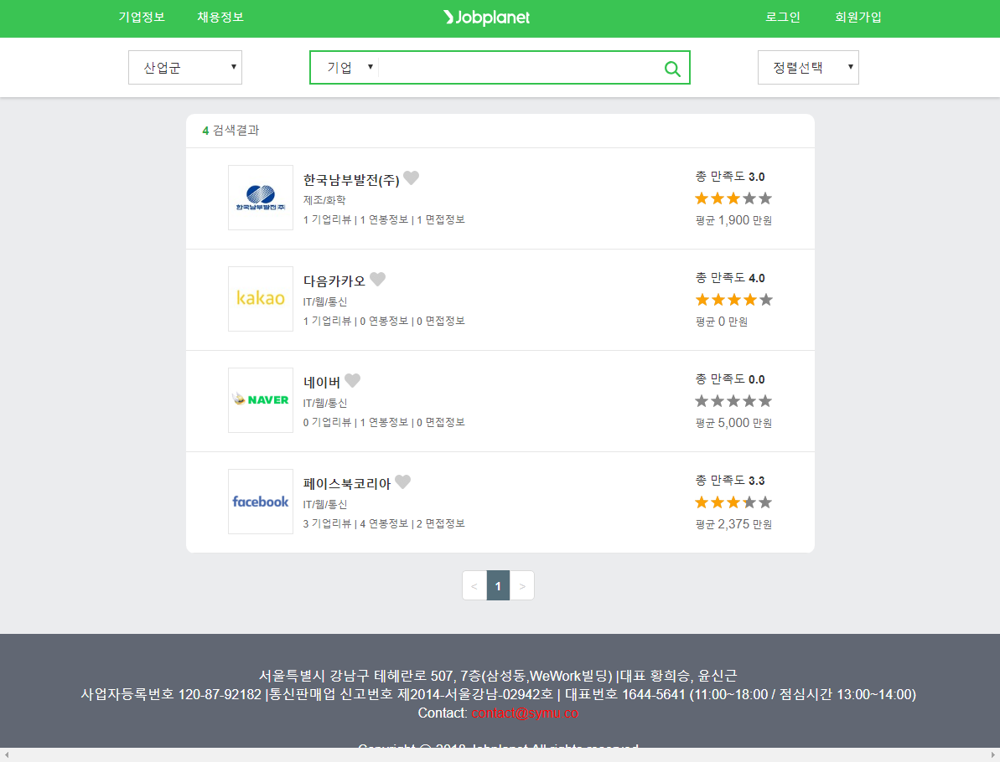 기업정보 채용정보 Jobplanet 로그인 회원가입
산업군 기업 정렬선택
4 검색결과
한국남부발전(주)
한국남부발전(주)
제조/화학
1 기업리뷰 | 1 연봉정보 | 1 면접정보
총 만족도 3.0
평균 1,900 만원
kakao
다음카카오
IT/웹/통신
1 기업리뷰 | 0 연봉정보 | 0 면접정보
총 만족도 4.0
평균 0 만원
NAVER
네이버
IT/웹/통신
0 기업리뷰 | 1 연봉정보 | 0 면접정보
총 만족도 0.0
평균 5,000 만원
facebook
페이스북코리아
IT/웹/통신
3 기업리뷰 | 4 연봉정보 | 2 면접정보
총 만족도 3.3
평균 2,375 만원
< 1 >
서울특별시 강남구 테헤란로 507, 7층(삼성동,WeWork빌딩) |대표 황희승, 윤신근
사업자등록번호 120-87-92182 |통신판매업 신고번호 제2014-서울강남-02942호 | 대표번호 1644-5641 (11:00~18:00 / 점심시간 13:00~14:00)
Contact: contact@symu.co
Copyright © 2018 Jobplanet All rights reserved